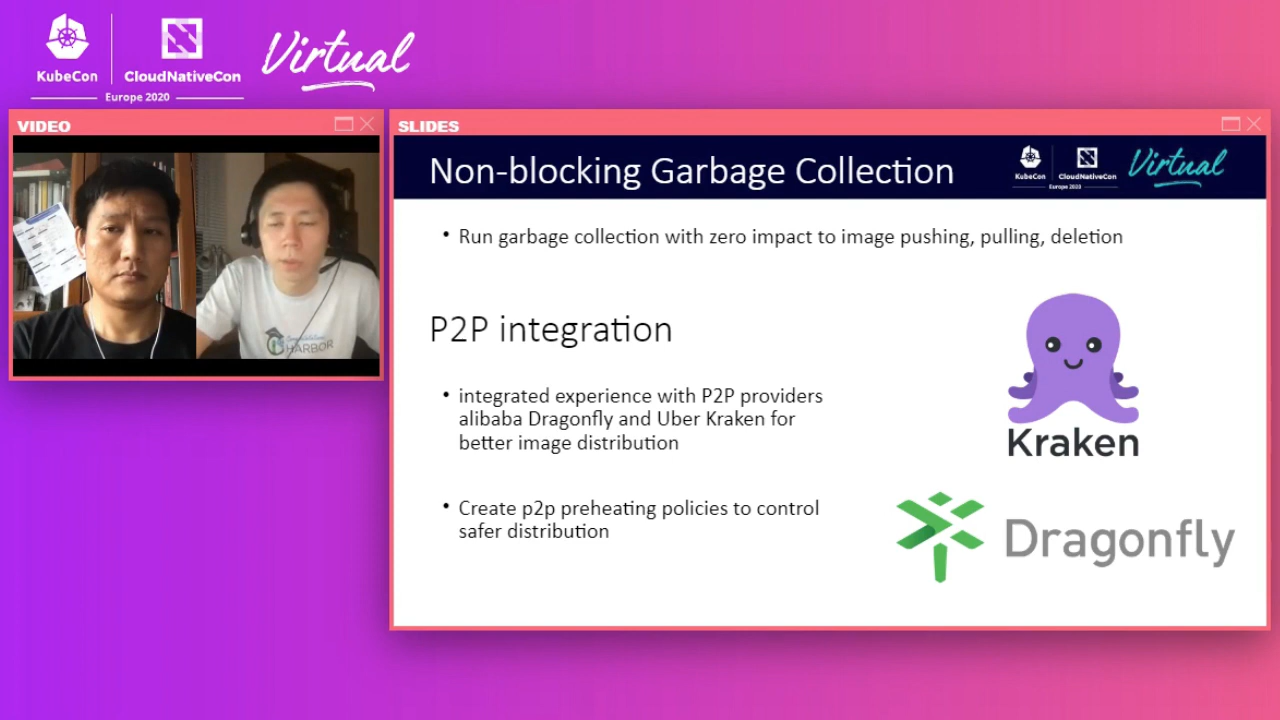 KubeCon
CloudNativeCon
Europe 2020
Virtual
VIDEO
HARBOR
SLIDES
Non-blocking Garbage Collection
KubeCon
CloudNativeCon
Europe 2020
Virtual
• Run garbage collection with zero impact to image pushing, pulling, deletion
P2P integration
• integrated experience with P2P providers
alibaba Dragonfly and Uber Kraken for
better image distribution
• Create p2p preheating policies to control
safer distribution
Kraken
Dragonfly